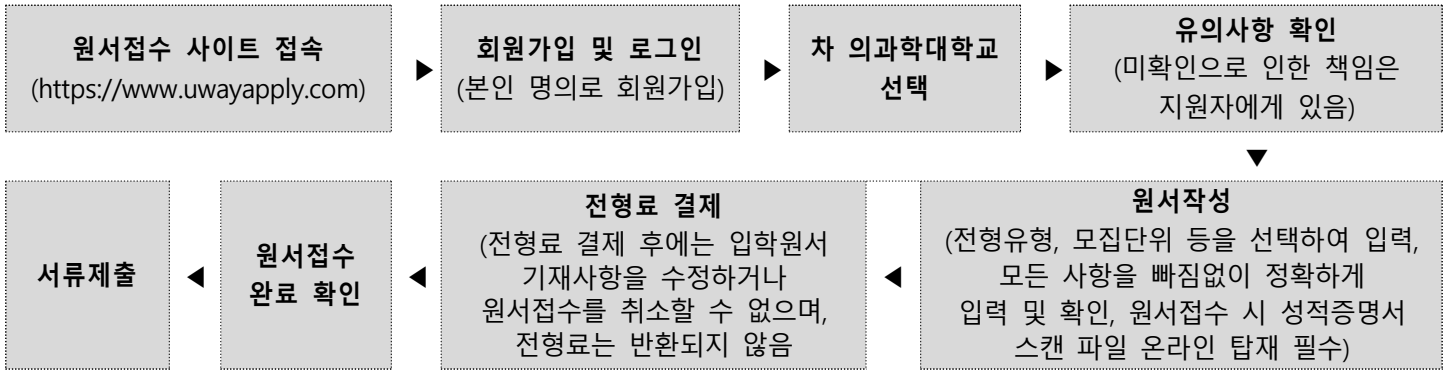 원서접수 사이트 접속
(https://www.uwayapply.com)
▶
회원가입 및 로그인
(본인 명의로 회원가입)
▶
차 의과학대학교
선택
▶
유의사항 확인
(미확인으로 인한 책임은
지원자에게 있음)
▼
원서작성
(전형유형, 모집단위 등을 선택하여 입력,
모든 사항을 빠짐없이 정확하게
입력 및 확인, 원서접수 시 성적증명서
스캔 파일 온라인 탑재 필수)
◀
전형료 결제
(전형료 결제 후에는 입학원서
기재사항을 수정하거나
원서접수를 취소할 수 없으며,
전형료는 반환되지 않음
◀
원서접수
완료 확인
◀
서류제출